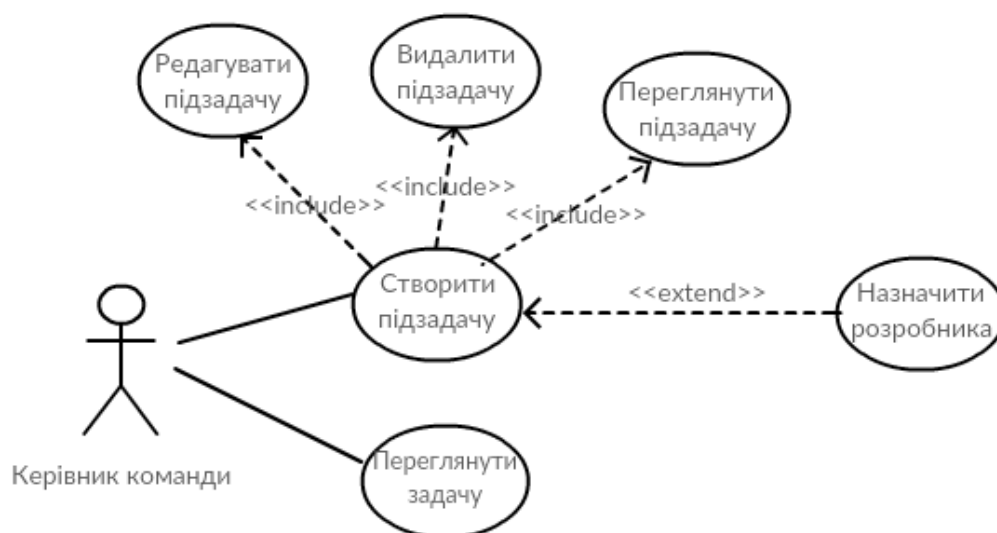 Редагувати
підзадачу
Видалити
підзадачу
Переглянути
підзадачу
<<include>>
<<include>>
<<include>>
Створити
підзадачу
<<extend>>
Назначити
розробника
Керівник команди
Переглянути
задачу